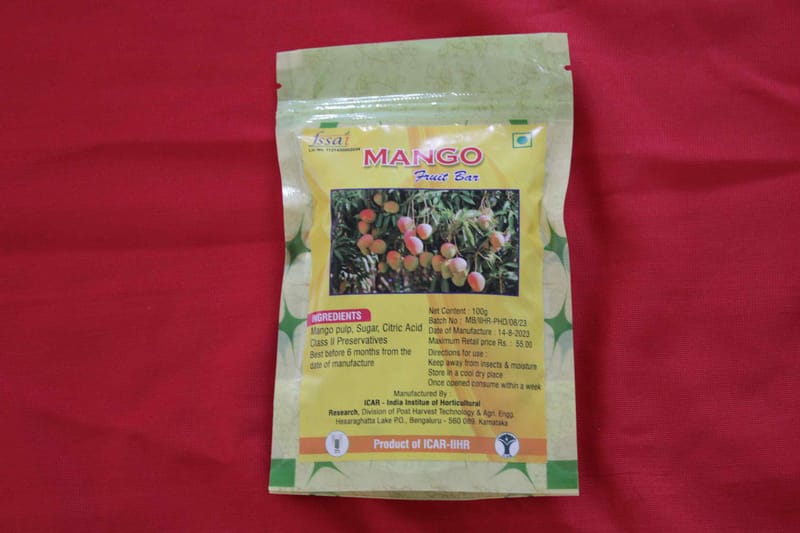 fssai
MANGO
Fruit Bar
INGREDIENTS
Mango pulp, Sugar, Citric Acid
Class II Preservatives
Best before 6 months from the
date of manufacture
Net Content : 100g
Batch No : MB/IIHR-PHD/08/23
Date of Manufacture : 14-8-2023
Maximum Retail price Rs. : 55.00
Directions for use :
Keep away from insects & moisture
Store in a cool dry place
Once opened consume within a week
Manufactured By :
ICAR - India Institue of Horticultural
Research, Division of Post Harvest Technology & Agri. Engg.
Hesaraghatta Lake P.O., Bengaluru - 560 089. Karnataka
Product of ICAR-IIHR